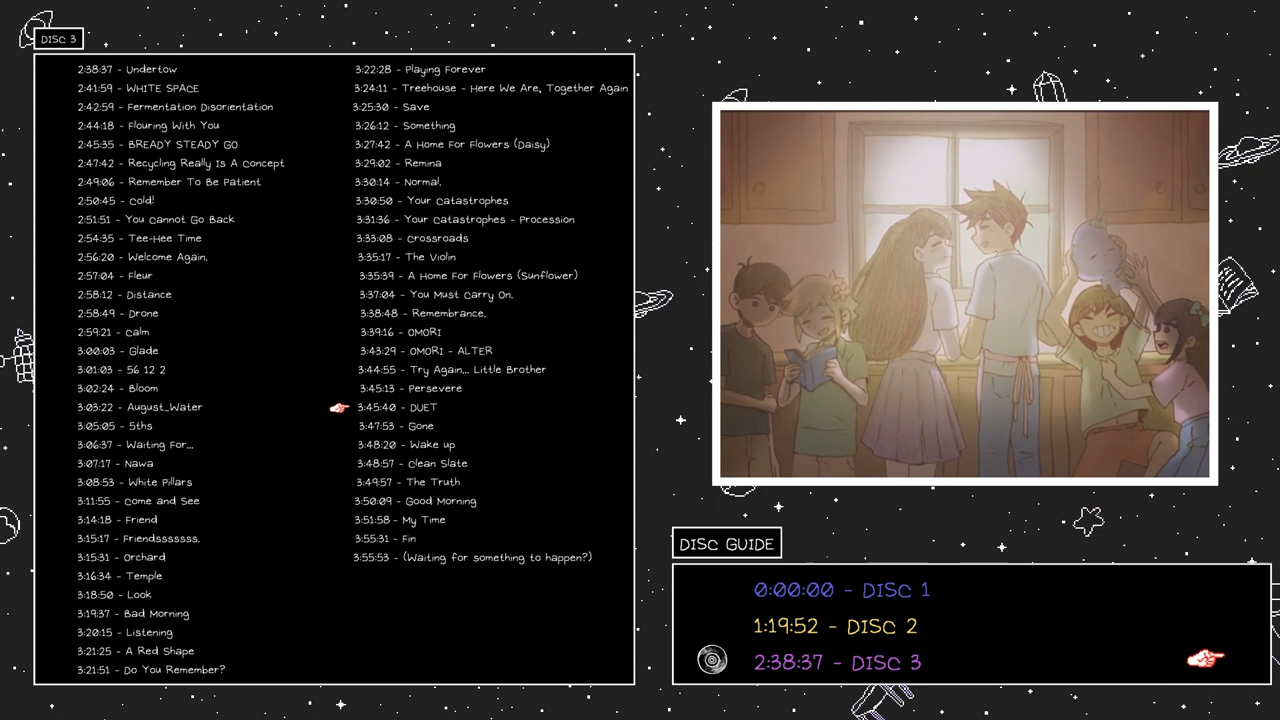 DISC 3
2:38:37 - Undertow
2:41:59 - WHITE SPACE
2:42:59 - Fermentation Disorientation
2:44:18 - Flouring With You
2:45:35 - BREADY STEADY GO
2:47:42 - Recycling Really Is A Concept
2:49:06 - Remember To Be Patient
2:50:45 - Cold!
2:51:51 - You Cannot Go Back
2:54:35 - Tee-Hee Time
2:56:20 - Welcome Again.
2:57:04 - Fleur
2:58:12 - Distance
2:58:49 - Drone
2:59:21 - Calm
3:00:03 - Glade
3:01:03 - 56 12 2
3:02:24 - Bloom
3:03:22 - August_Water
3:05:05 - 5ths
3:06:37 - Waiting For...
3:07:17 - Nawa
3:08:53 - White Pillars
3:11:55 - Come and See
3:14:18 - Friend
3:15:17 - Friendsssssss.
3:15:31 - Orchard
3:16:34 - Temple
3:18:50 - Look
3:19:37 - Bad Morning
3:20:15 - Listening
3:21:25 - A Red Shape
3:21:51 - Do You Remember?
3:22:28 - Playing Forever
3:24:11 - Treehouse - Here We Are, Together Again
3:25:30 - Save
3:26:12 - Something
3:27:42 - A Home For Flowers (Daisy)
3:29:02 - Remina
3:30:14 - Normal.
3:30:50 - Your Catastrophes
3:31:36 - Your Catastrophes - Procession
3:33:08 - Crossroads
3:35:17 - The Violin
3:35:39 - A Home For Flowers (Sunflower)
3:37:04 - You Must Carry On.
3:38:48 - Remembrance.
3:39:16 - OMORI
3:43:29 - OMORI - ALTER
3:44:55 - Try Again... Little Brother
3:45:13 - Persevere
3:45:40 - DUET
3:47:53 - Gone
3:48:20 - Wake up
3:48:57 - Clean Slate
3:49:57 - The Truth
3:50:09 - Good Morning
3:51:58 - My Time
3:55:31 - Fin
3:55:53 - (Waiting for something to happen?)
DISC GUIDE
0:00:00 - DISC 1
1:19:52 - DISC 2
2:38:37 - DISC 3